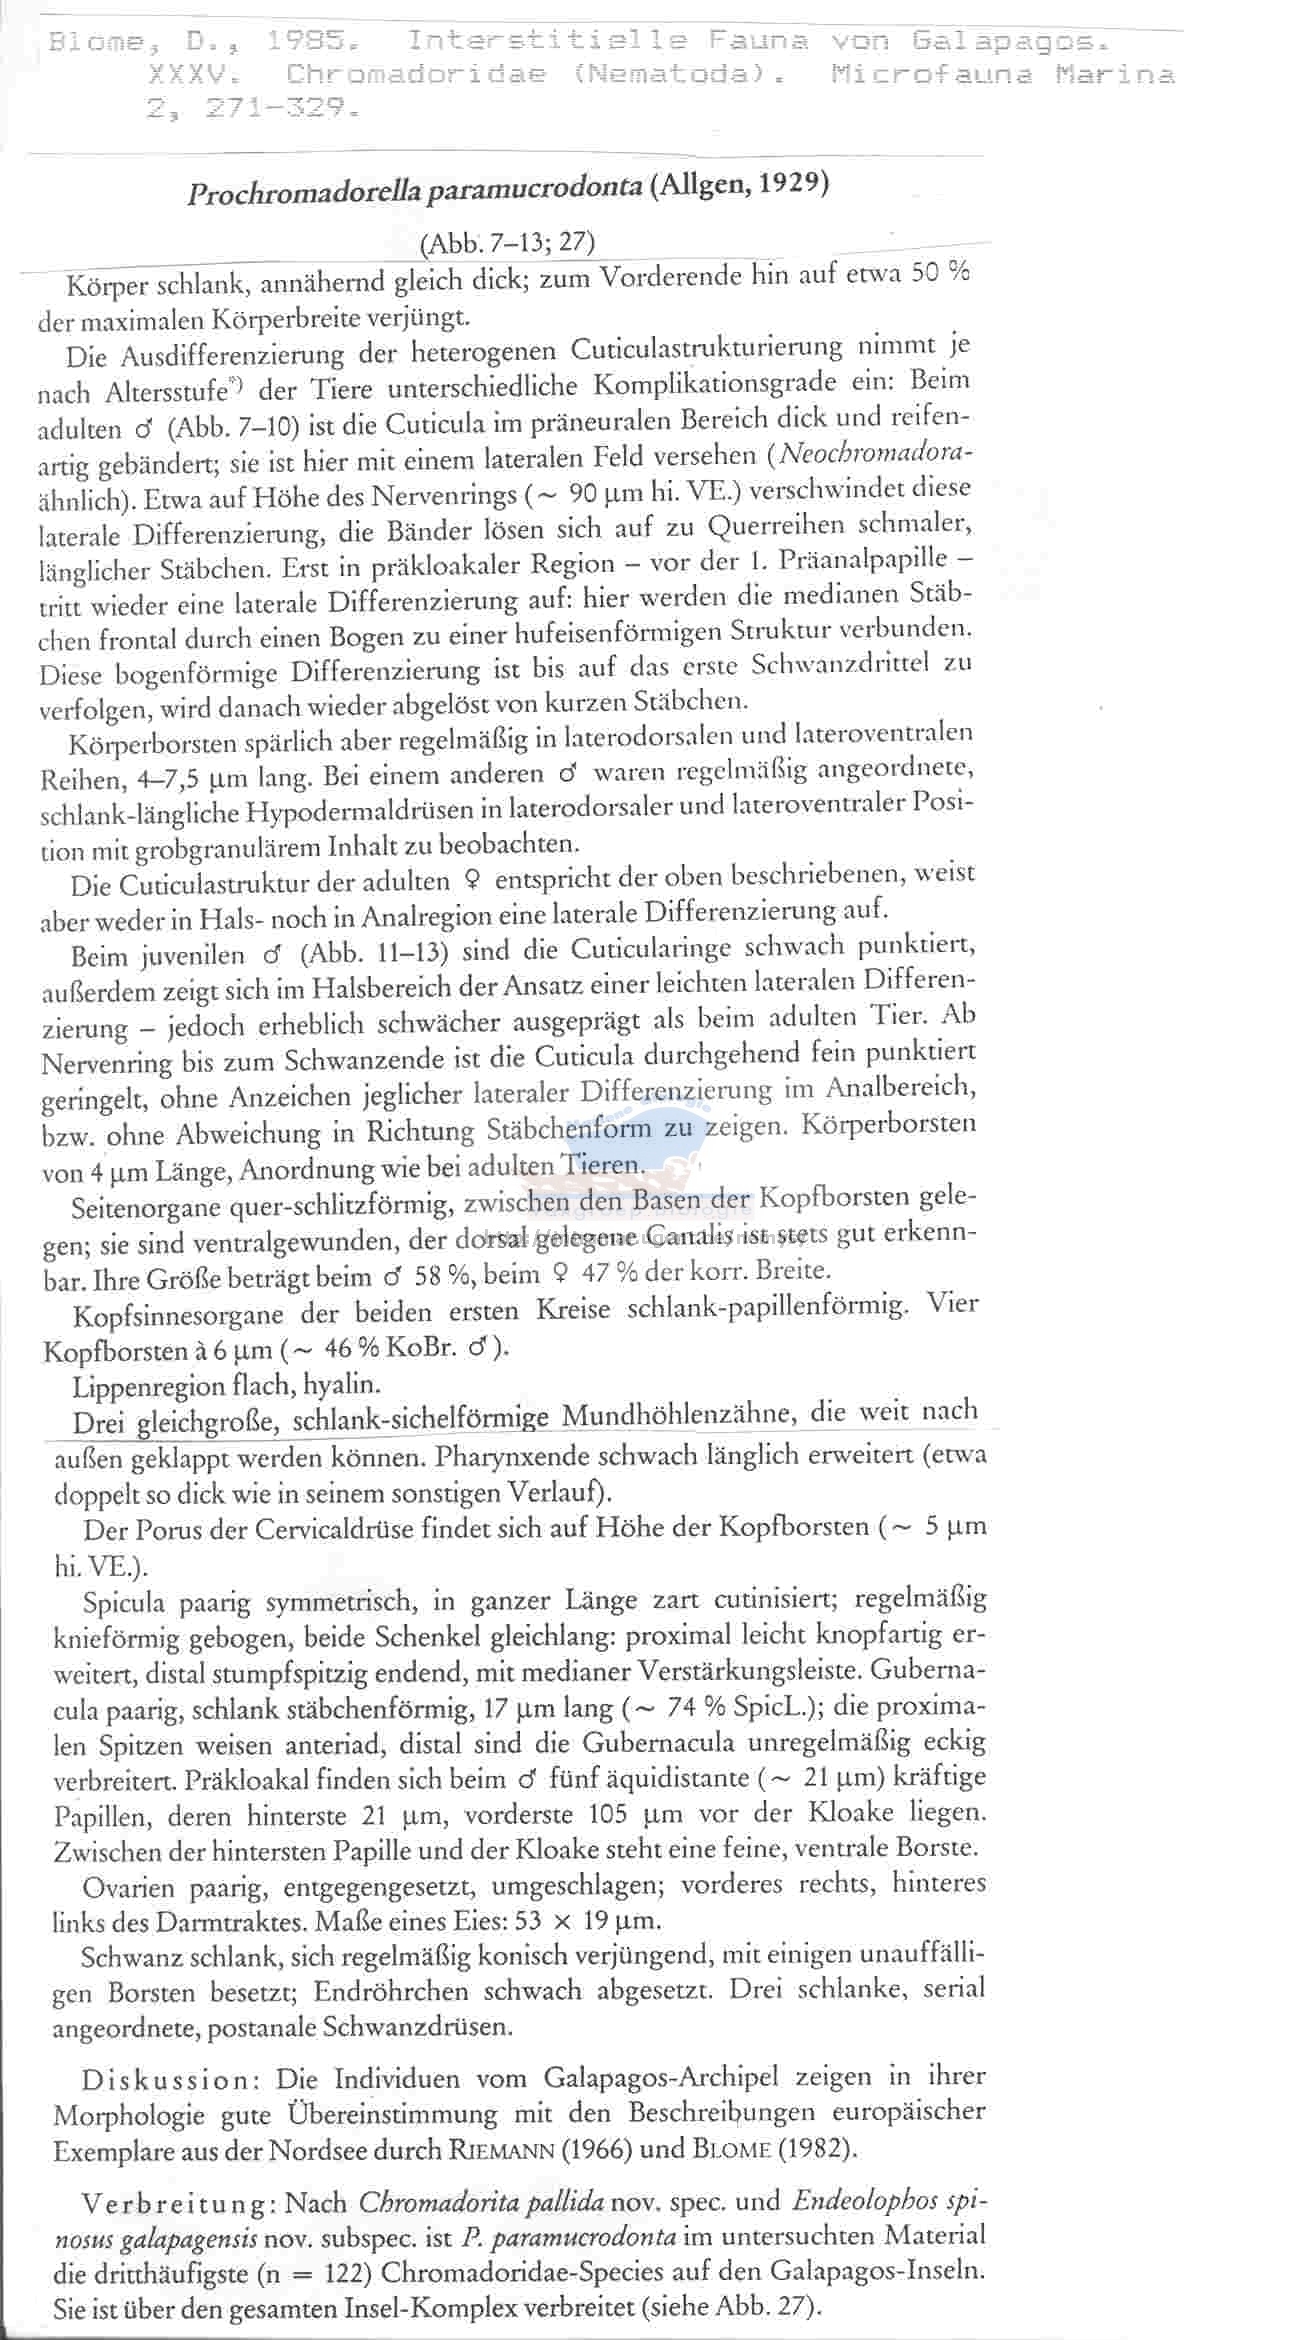 Blome, D., 1985. Interstitielle Fauna von Galapagos.
XXXV. Chromadoridae (Nematoda). Microfauna Marina
2, 271-329.
Prochromadorella paramucrodonta (Allgen, 1929)
(Abb. 7–13; 27)
Körper schlank, annähernd gleich dick; zum Vorderende hin auf etwa 50 %
der maximalen Körperbreite verjüngt.
Die Ausdifferenzierung der heterogenen Cuticulastrukturierung nimmt je
nach Altersstufe*) der Tiere unterschiedliche Komplikationsgrade ein: Beim
adulten ♂ (Abb. 7–10) ist die Cuticula im präneuralen Bereich dick und reifen-
artig gebändert; sie ist hier mit einem lateralen Feld versehen (Neochromadora-
ähnlich). Etwa auf Höhe des Nervenrings (~ 90 µm hi. VE.) verschwindet diese
laterale Differenzierung, die Bänder lösen sich auf zu Querreihen schmaler,
länglicher Stäbchen. Erst in präkloakaler Region – vor der 1. Präanalpapille –
tritt wieder eine laterale Differenzierung auf: hier werden die medianen Stäb-
chen frontal durch einen Bogen zu einer hufeisenförmigen Struktur verbunden.
Diese bogenförmige Differenzierung ist bis auf das erste Schwanzdrittel zu
verfolgen, wird danach wieder abgelöst von kurzen Stäbchen.
Körperborsten spärlich aber regelmäßig in laterodorsalen und lateroventralen
Reihen, 4–7,5 µm lang. Bei einem anderen ♂ waren regelmäßig angeordnete,
schlank-längliche Hypodermaldrüsen in laterodorsaler und lateroventraler Posi-
tion mit grobgranulärem Inhalt zu beobachten.
Die Cuticulastruktur der adulten ♀ entspricht der oben beschriebenen, weist
aber weder in Hals- noch in Analregion eine laterale Differenzierung auf.
Beim juvenilen ♂ (Abb. 11–13) sind die Cuticularinge schwach punktiert,
außerdem zeigt sich im Halsbereich der Ansatz einer leichten lateralen Differen-
zierung – jedoch erheblich schwächer ausgeprägt als beim adulten Tier. Ab
Nervenring bis zum Schwanzende ist die Cuticula durchgehend fein punktiert
geringelt, ohne Anzeichen jeglicher lateraler Differenzierung im Analbereich,
bzw. ohne Abweichung in Richtung Stäbchenform zu zeigen. Körperborsten
von 4 µm Länge, Anordnung wie bei adulten Tieren.
Seitenorgane quer-schlitzförmig, zwischen den Basen der Kopfborsten gele-
gen; sie sind ventralgewunden, der dorsal gelegene Canalis ist stets gut erkenn-
bar. Ihre Größe beträgt beim ♂ 58 %, beim ♀ 47 % der korr. Breite.
Kopfsinnesorgane der beiden ersten Kreise schlank-papillenförmig. Vier
Kopfborsten à 6 µm (~ 46 % KoBr. ♂).
Lippenregion flach, hyalin.
Drei gleichgroße, schlank-sichelförmige Mundhöhlenzähne, die weit nach
außen geklappt werden können. Pharynxende schwach länglich erweitert (etwa
doppelt so dick wie in seinem sonstigen Verlauf).
Der Porus der Cervicaldrüse findet sich auf Höhe der Kopfborsten (~ 5 µm
hi. VE.).
Spicula paarig symmetrisch, in ganzer Länge zart cutinisiert; regelmäßig
knieförmig gebogen, beide Schenkel gleichlang: proximal leicht knopfartig er-
weitert, distal stumpfspitzig endend, mit medianer Verstärkungsleiste. Guberna-
cula paarig, schlank stäbchenförmig, 17 µm lang (~ 74 % SpicL.); die proxima-
len Spitzen weisen anteriad, distal sind die Gubernacula unregelmäßig eckig
verbreitert. Präkloakal finden sich beim ♂ fünf äquidistante (~ 21 µm) kräftige
Papillen, deren hinterste 21 µm, vorderste 105 µm vor der Kloake liegen.
Zwischen der hintersten Papille und der Kloake steht eine feine, ventrale Borste.
Ovarien paarig, entgegengesetzt, umgeschlagen; vorderes rechts, hinteres
links des Darmtraktes. Maße eines Eies: 53 × 19 µm.
Schwanz schlank, sich regelmäßig konisch verjüngend, mit einigen unauffälli-
gen Borsten besetzt; Endröhrchen schwach abgesetzt. Drei schlanke, serial
angeordnete, postanale Schwanzdrüsen.
Diskussion: Die Individuen vom Galapagos-Archipel zeigen in ihrer
Morphologie gute Übereinstimmung mit den Beschreibungen europäischer
Exemplare aus der Nordsee durch RIEMANN (1966) und BLOME (1982).
Verbreitung: Nach Chromadorita pallida nov. spec. und Endeolophos spi-
nosus galapagensis nov. subspec. ist P. paramucrodonta im untersuchten Material
die dritthäufigste (n = 122) Chromadoridae-Species auf den Galapagos-Inseln.
Sie ist über den gesamten Insel-Komplex verbreitet (siehe Abb. 27).